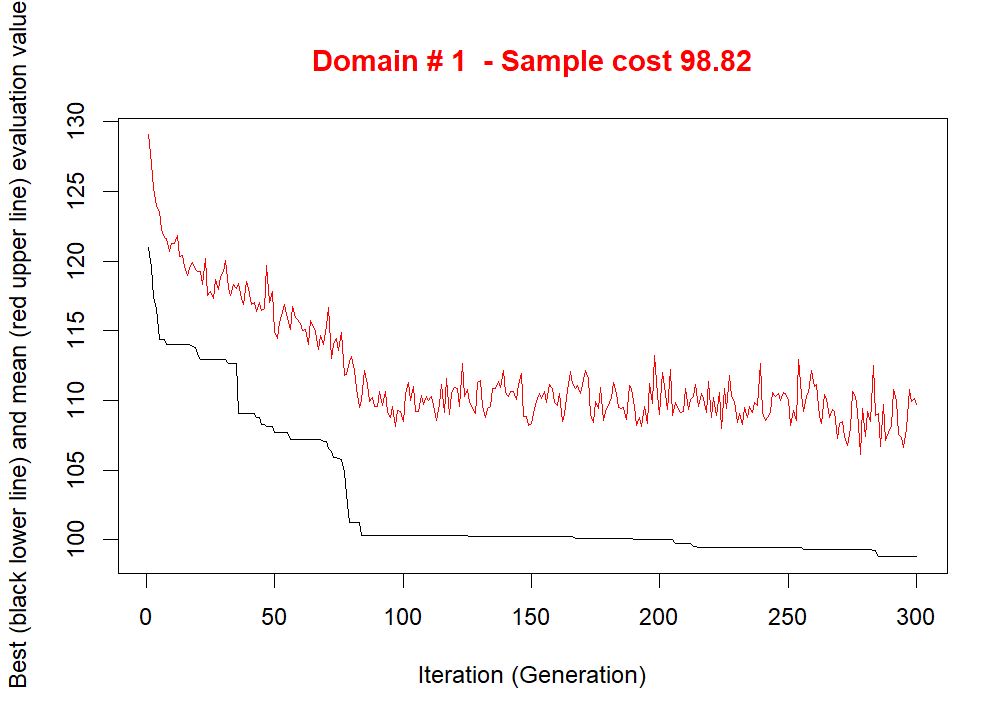 Domain # 1  - Sample cost 98.82
Best (black lower line) and mean (red upper line) evaluation value
130
125
120
115
110
105
100
0 50 100 150 200 250 300
Iteration (Generation)